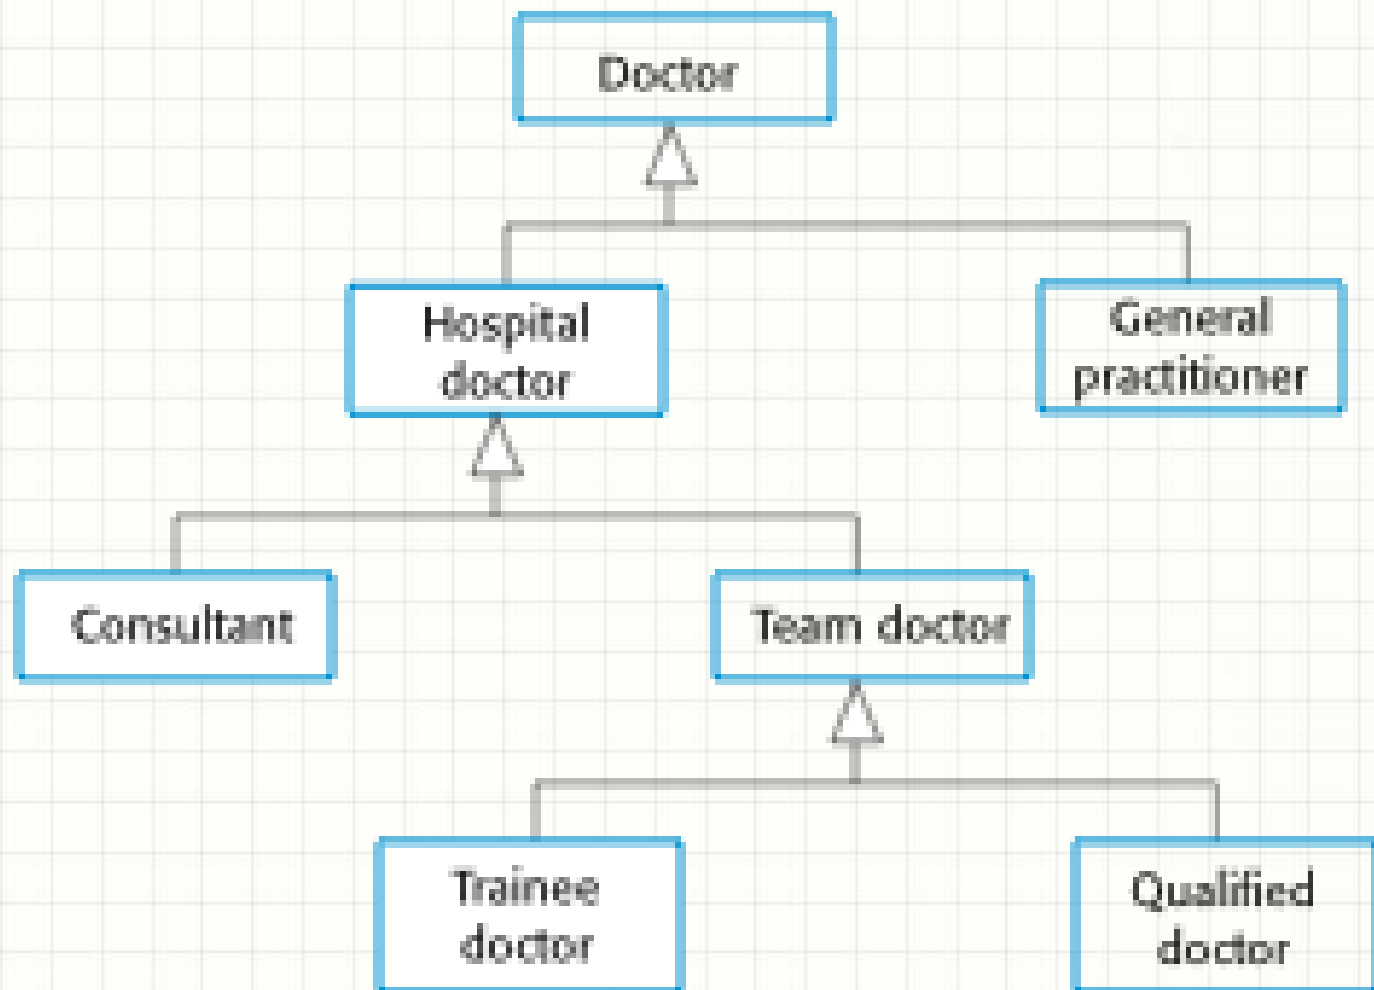 Doctor
Hospital
doctor
General
practitioner
Consultant
Team doctor
Trainee
doctor
Qualified
doctor